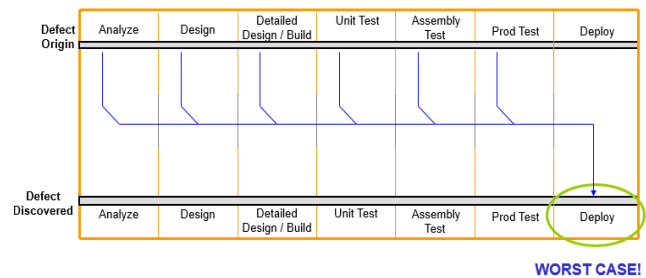 Defect Origin
Analyze
Design
Detailed Design / Build
Unit Test
Assembly Test
Prod Test
Deploy
Defect Discovered
Analyze
Design
Detailed Design / Build
Unit Test
Assembly Test
Prod Test
Deploy
WORST CASE!